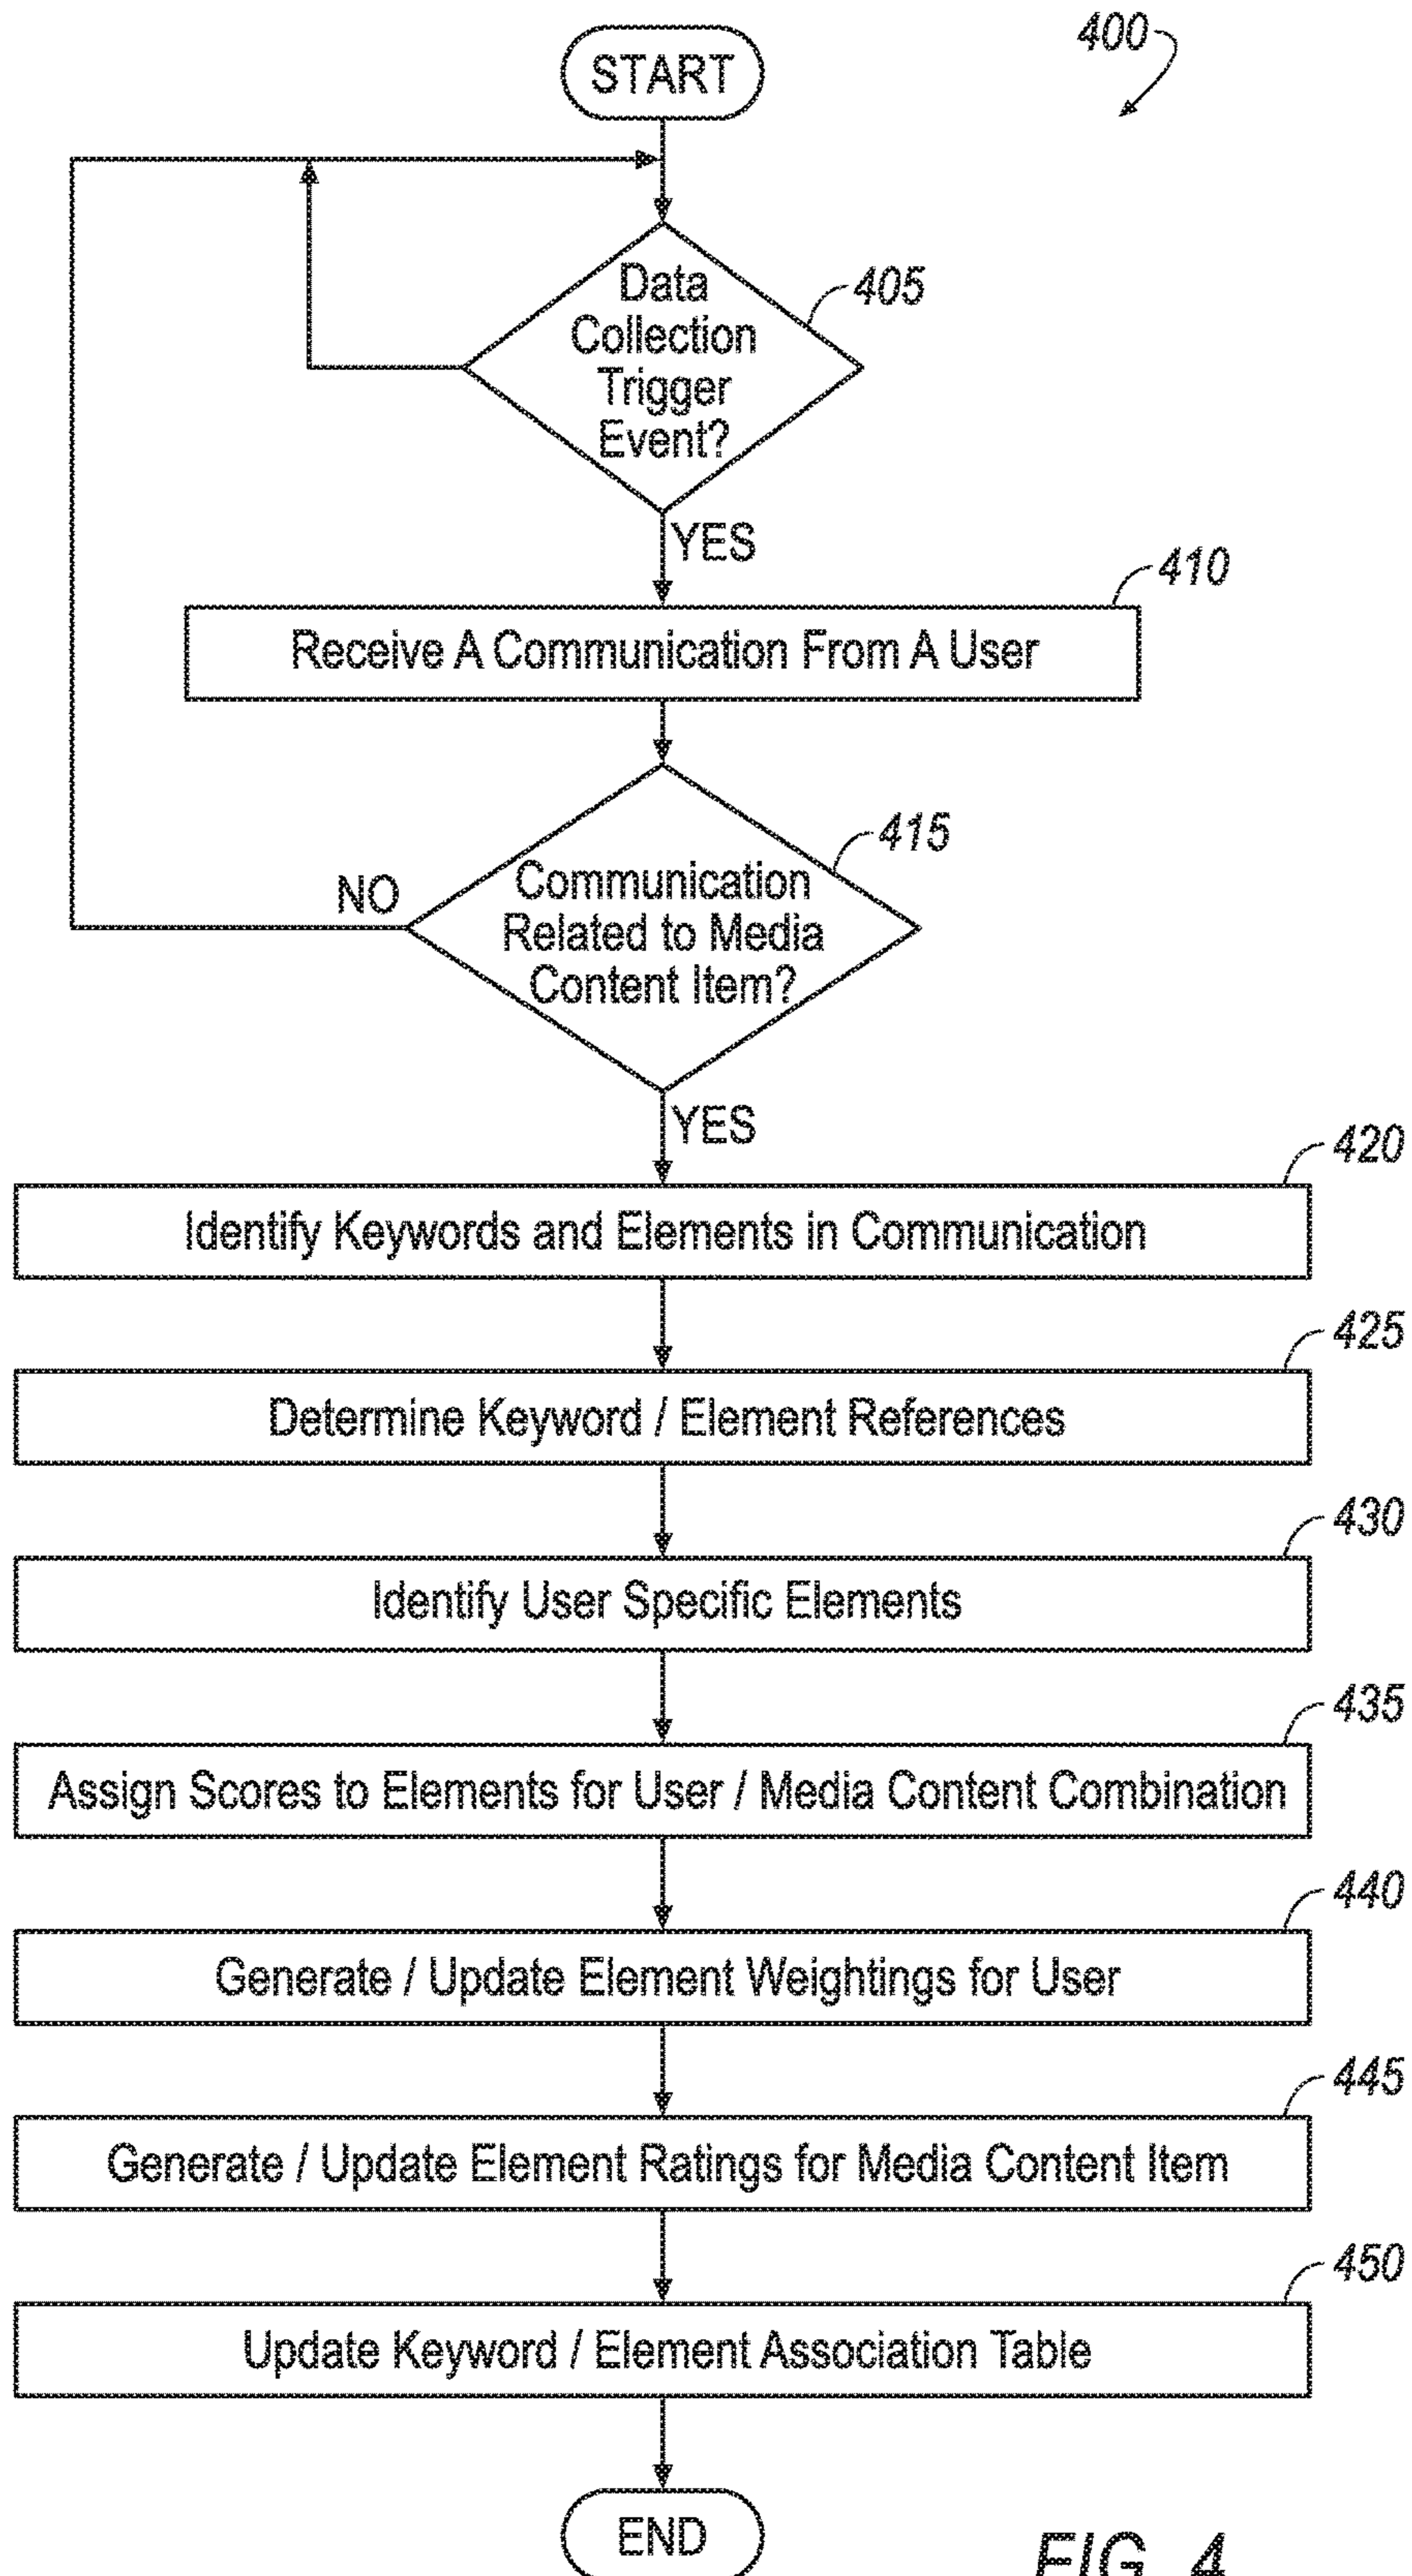 400
START
Data
Collection
Trigger
Event?
405
YES
410
Receive A Communication From A User
415
Communication
Related to Media
Content Item?
NO
YES
420
Identify Keywords and Elements in Communication
425
Determine Keyword / Element References
430
Identify User Specific Elements
435
Assign Scores to Elements for User / Media Content Combination
440
Generate / Update Element Weightings for User
445
Generate / Update Element Ratings for Media Content Item
450
Update Keyword / Element Association Table
END
FIG. 4